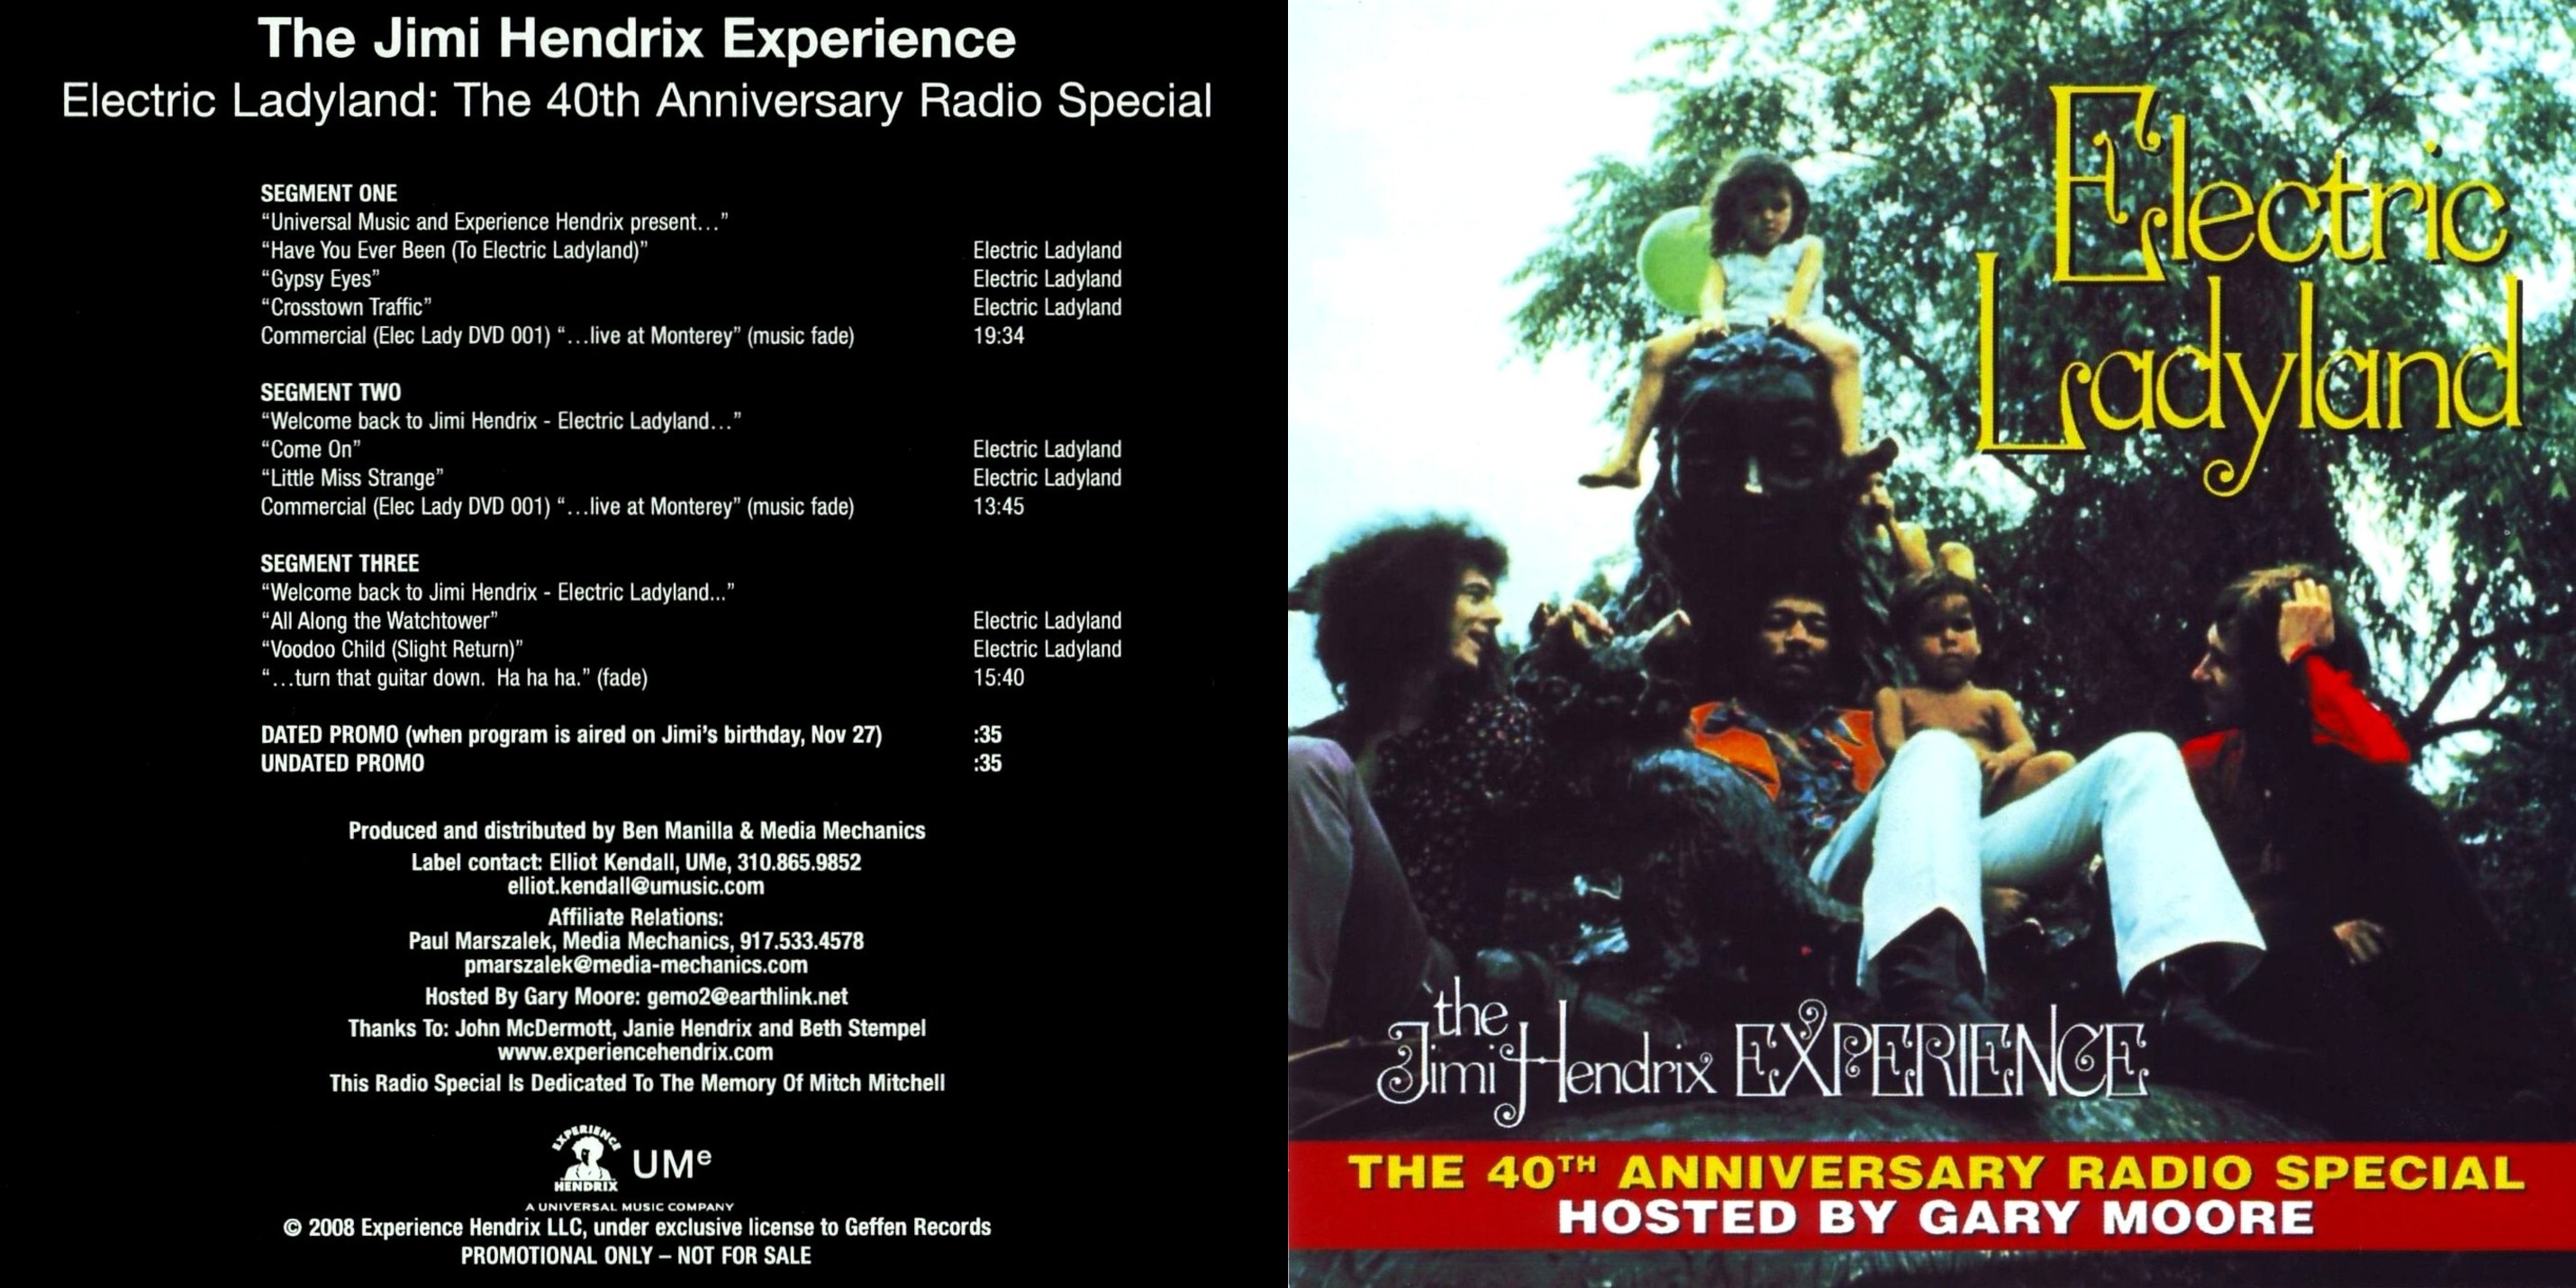 The Jimi Hendrix Experience
Electric Ladyland: The 40th Anniversary Radio Special
SEGMENT ONE
“Universal Music and Experience Hendrix present…”
“Have You Ever Been (To Electric Ladyland)” Electric Ladyland
“Gypsy Eyes” Electric Ladyland
“Crosstown Traffic” Electric Ladyland
Commercial (Elec Lady DVD 001) “…live at Monterey” (music fade) 19:34
SEGMENT TWO
“Welcome back to Jimi Hendrix - Electric Ladyland…”
“Come On” Electric Ladyland
“Little Miss Strange” Electric Ladyland
Commercial (Elec Lady DVD 001) “…live at Monterey” (music fade) 13:45
SEGMENT THREE
“Welcome back to Jimi Hendrix - Electric Ladyland...”
“All Along the Watchtower” Electric Ladyland
“Voodoo Child (Slight Return)” Electric Ladyland
“…turn that guitar down. Ha ha ha.” (fade) 15:40
DATED PROMO (when program is aired on Jimi’s birthday, Nov 27) :35
UNDATED PROMO :35
Produced and distributed by Ben Manilla & Media Mechanics
Label contact: Elliot Kendall, UMe, 310.865.9852
elliot.kendall@umusic.com
Affiliate Relations:
Paul Marszalek, Media Mechanics, 917.533.4578
pmarszalek@media-mechanics.com
Hosted By Gary Moore: gemo2@earthlink.net
Thanks To: John McDermott, Janie Hendrix and Beth Stempel
www.experiencehendrix.com
This Radio Special Is Dedicated To The Memory Of Mitch Mitchell
EXPERIENCE
HENDRIX
UMe
A UNIVERSAL MUSIC COMPANY
© 2008 Experience Hendrix LLC, under exclusive license to Geffen Records
PROMOTIONAL ONLY – NOT FOR SALE
Electric
Ladyland
the
Jimi Hendrix EXPERIENCE
THE 40TH ANNIVERSARY RADIO SPECIAL
HOSTED BY GARY MOORE